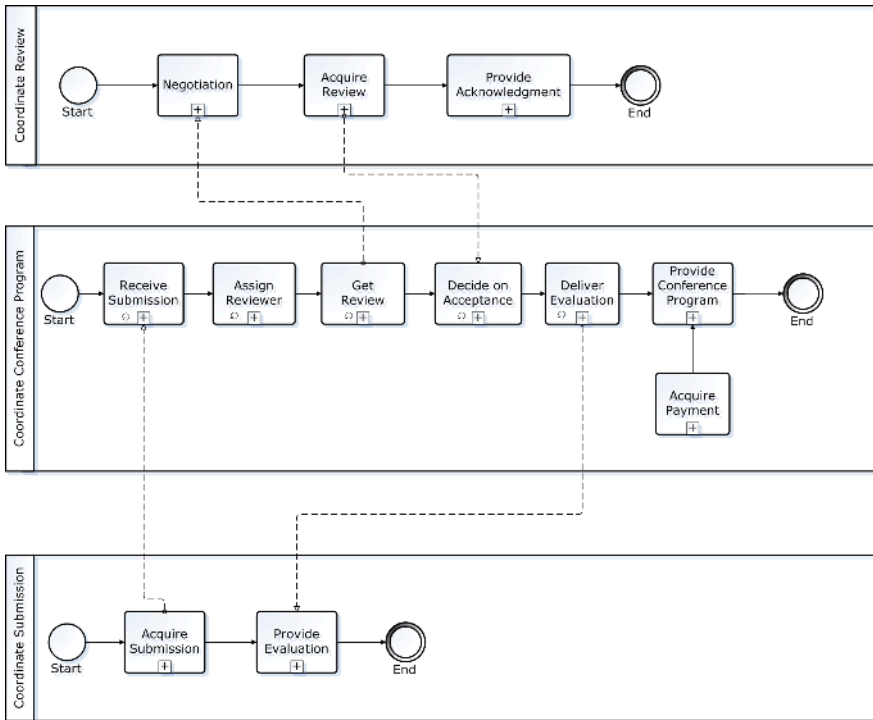 Coordinate Review
Start
Negotiation
Acquire
Review
Provide
Acknowledgment
End
Coordinate Conference Program
Start
Receive
Submission
Assign
Reviewer
Get
Review
Decide on
Acceptance
Deliver
Evaluation
Provide
Conference
Program
End
Acquire
Payment
Coordinate Submission
Start
Acquire
Submission
Provide
Evaluation
End